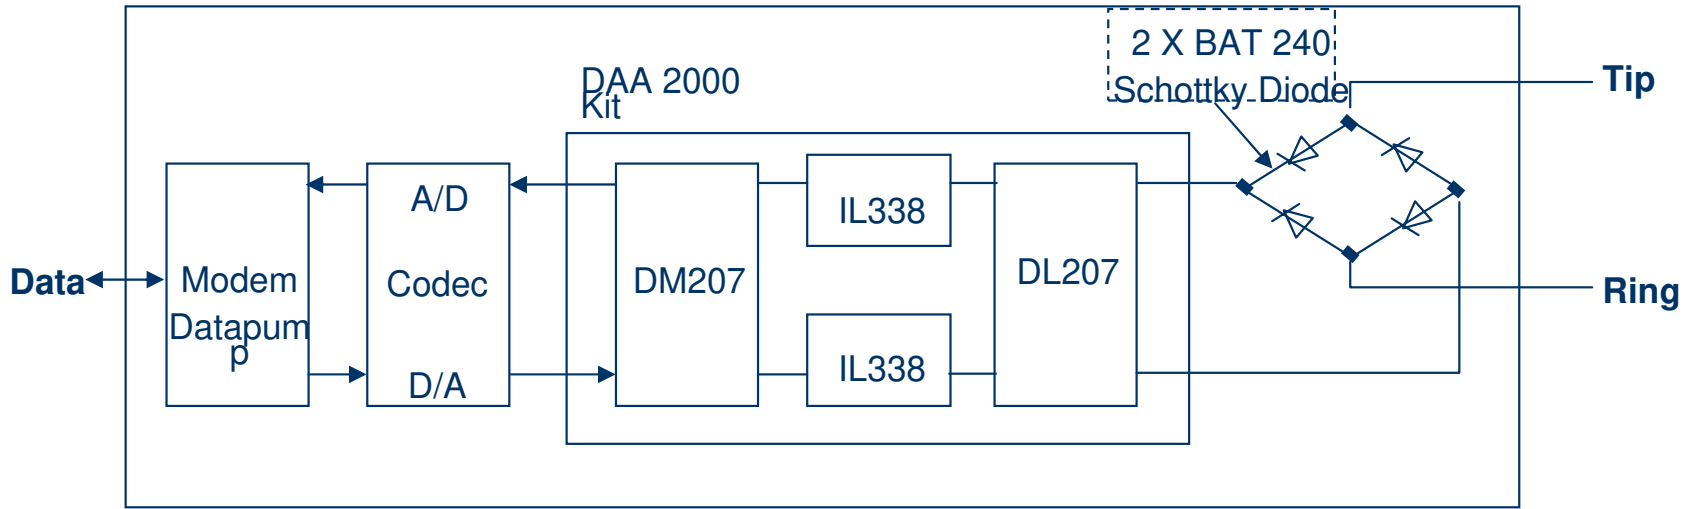 2 X BAT 240
Schottky Diode
Tip
DAA 2000
Kit
A/D
IL338
Data
Modem
Datapum
p
Codec
DM207
DL207
Ring
IL338
D/A